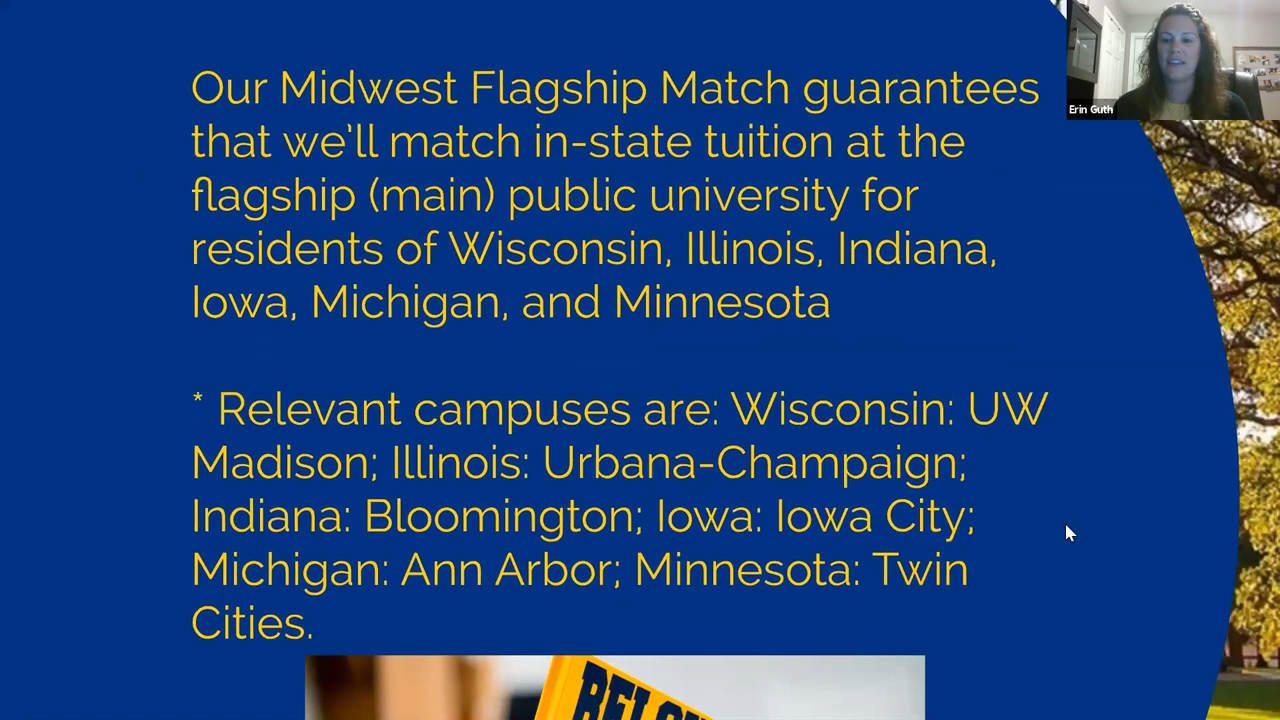 Our Midwest Flagship Match guarantees
that we'll match in-state tuition at the
flagship (main) public university for
residents of Wisconsin, Illinois, Indiana,
Iowa, Michigan, and Minnesota
* Relevant campuses are: Wisconsin: UW
Madison; Illinois: Urbana-Champaign;
Indiana: Bloomington; Iowa: Iowa City;
Michigan: Ann Arbor; Minnesota: Twin
Cities.
Erin Guth